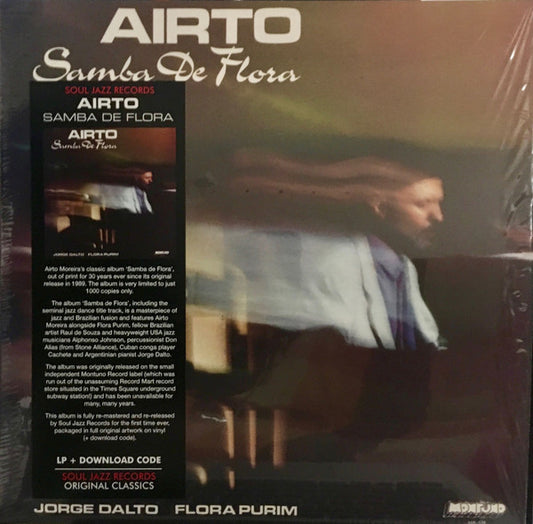 AIRTO
Samba De Flora
SOUL JAZZ RECORDS
AIRTO
SAMBA DE FLORA
AIRTO
Samba De Flora
JORGE DALTO FLORA PURIM
Airto Moreira's classic album 'Samba de Flora',
out of print for 30 years ever since its original
release in 1989. The album is very limited to just
1000 copies only.
The album 'Samba de Flora', including the
seminal jazz dance title track, is a masterpiece of
jazz and Brazilian fusion and features Airto
Moreira alongside Flora Purim, fellow Brazilian
artist Raul de Souza and heavyweight USA jazz
musicians Alphonso Johnson, percussionist Don
Alias (from Stone Alliance), Cuban conga player
Cachete and Argentinian pianist Jorge Dalto.
The album was originally released on the small
independent Montuno Record label (which was
run out of the unassuming Record Mart record
store situated in the Times Square underground
subway station!) and has been unavailable for
many, many years.
This album is fully re-mastered and re-released
by Soul Jazz Records for the first time ever,
packaged in full original artwork on vinyl
(+ download code).
LP + DOWNLOAD CODE
SOUL JAZZ RECORDS
ORIGINAL CLASSICS
JORGE DALTO FLORA PURIM
MONTUNO